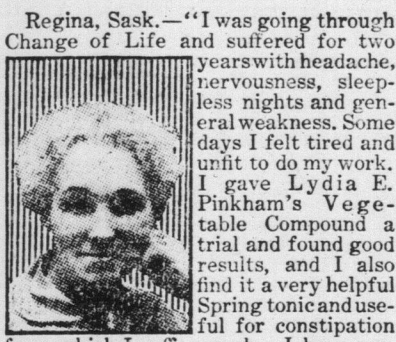 Regina, Sask.—"I was going through
Change of Life and suffered for two
years with headache,
nervousness, sleep-
less nights and gen-
eral weakness. Some
days I felt tired and
unfit to do my work.
I gave Lydia E.
Pinkham's Vege-
table Compound a
trial and found good
results, and I also
find it a very helpful
Spring tonic and use-
ful for constipation